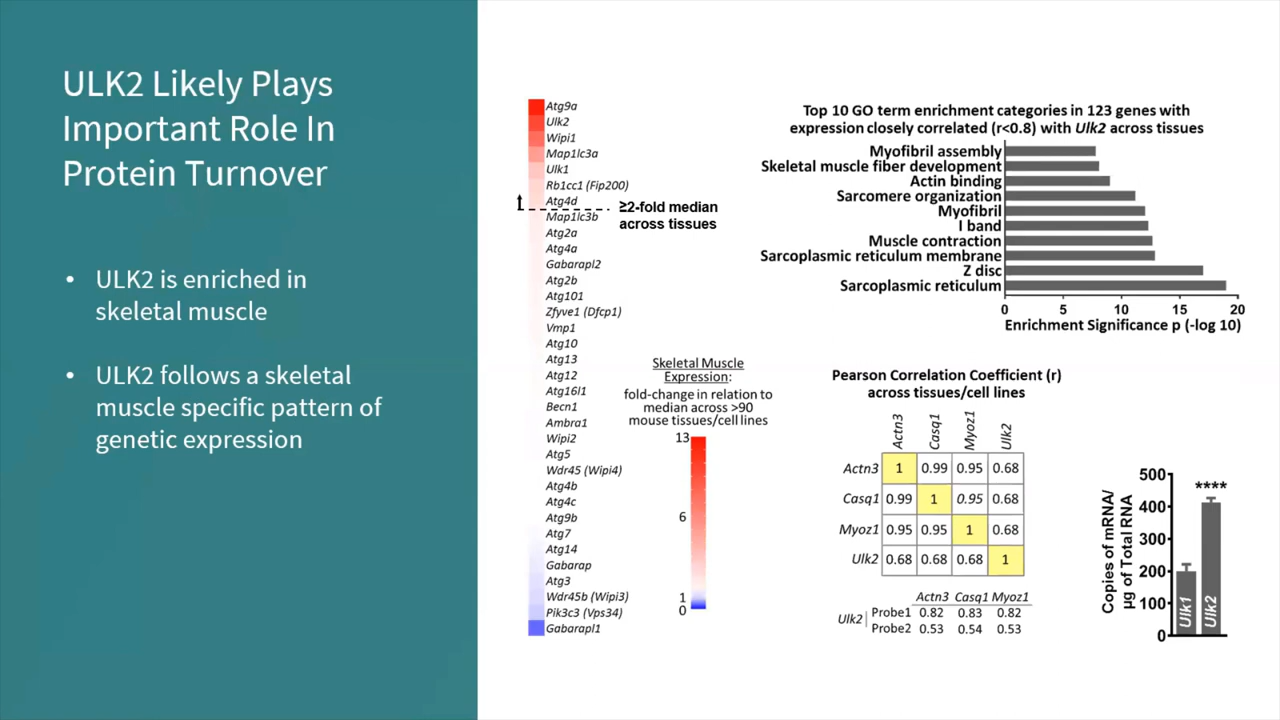 ULK2 Likely Plays
Important Role In
Protein Turnover
• ULK2 is enriched in
skeletal muscle
• ULK2 follows a skeletal
muscle specific pattern of
genetic expression
Atg9a
Ulk2
Wipi1
Map1lc3a
Ulk1
Rb1cc1 (Fip200)
Atg4d
Map1lc3b
Atg2a
Atg4a
Gabarapl2
Atg2b
Atg101
Zfyve1 (Dfcp1)
Vmp1
Atg10
Atg13
Atg12
Atg16l1
Becn1
Ambra1
Wipi2
Atg5
Wdr45 (Wipi4)
Atg4b
Atg4c
Atg9b
Atg7
Atg14
Gabarap
Atg3
Wdr45b (Wipi3)
Pik3c3 (Vps34)
Gabarapl1
≥2-fold median
across tissues
Skeletal Muscle
Expression:
fold-change in relation to
median across >90
mouse tissues/cell lines
13
6
1
0
Top 10 GO term enrichment categories in 123 genes with
expression closely correlated (r<0.8) with Ulk2 across tissues
Myofibril assembly
Skeletal muscle fiber development
Actin binding
Sarcomere organization
Myofibril
I band
Muscle contraction
Sarcoplasmic reticulum membrane
Z disc
Sarcoplasmic reticulum
0 5 10 15 20
Enrichment Significance p (-log 10)
Pearson Correlation Coefficient (r)
across tissues/cell lines
Actn3 Casq1 Myoz1 Ulk2
Actn3 1 0.99 0.95 0.68
Casq1 0.99 1 0.95 0.68
Myoz1 0.95 0.95 1 0.68
Ulk2 0.68 0.68 0.68 1
Actn3 Casq1 Myoz1
Ulk2
Probe1 0.82 0.83 0.82
Probe2 0.53 0.54 0.53
Copies of mRNA/
µg of Total RNA
500
400
300
200
100
0
****
Ulk1
Ulk2